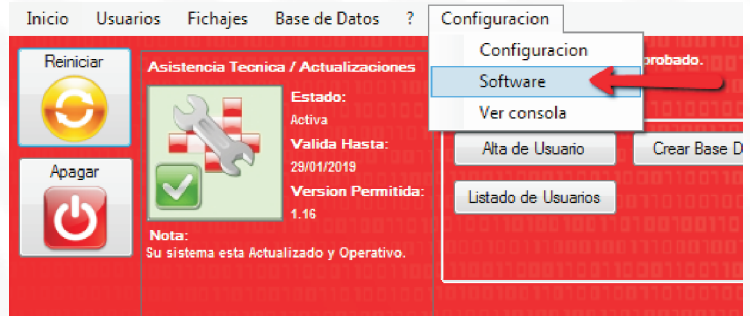 Inicio Usuarios Fichajes Base de Datos ? Configuracion
Configuracion
Software
Ver consola
Reiniciar
Apagar
Asistencia Tecnica / Actualizaciones
Estado:
Activa
Valida Hasta:
29/01/2019
Version Permitida:
1.16
Nota:
Su sistema esta Actualizado y Operativo.
probado.
Alta de Usuario
Crear Base D
Listado de Usuarios